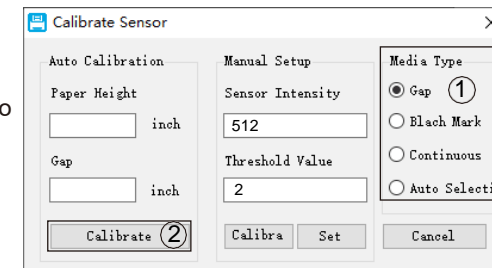 Calibrate Sensor
Auto Calibration
Paper Height
inch
Gap
inch
Calibrate ②
Manual Setup
Sensor Intensity
512
Threshold Value
2
Calibra Set
Media Type
Gap ①
Blach Mark
Continuous
Auto Selecti
Cancel
o